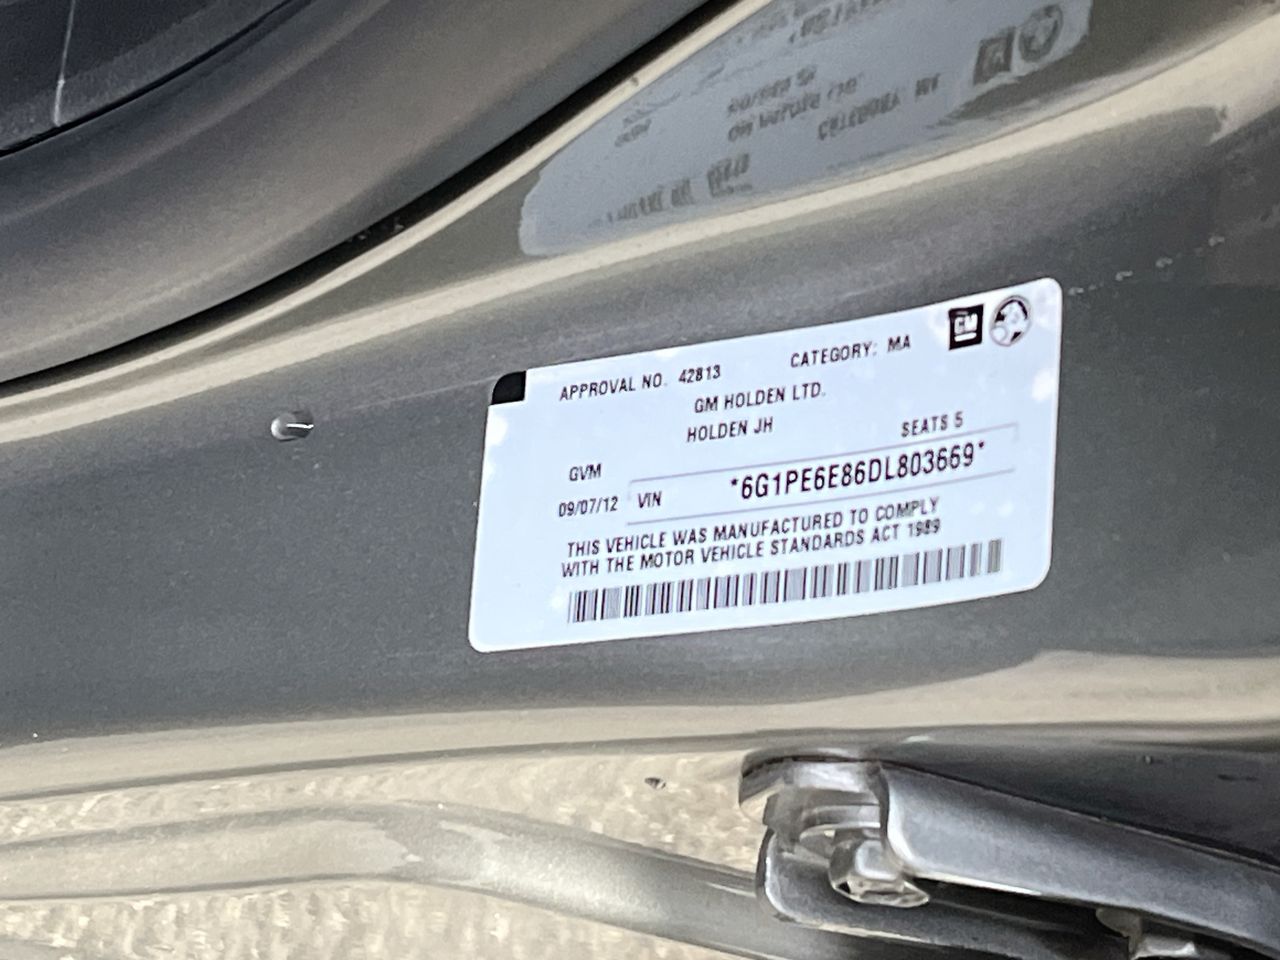 APPROVAL NO. 42813 CATEGORY: MA GM
GM HOLDEN LTD.
HOLDEN JH SEATS 5
GVM
09/07/12 VIN *6G1PE6E86DL803669*
THIS VEHICLE WAS MANUFACTURED TO COMPLY
WITH THE MOTOR VEHICLE STANDARDS ACT 1989